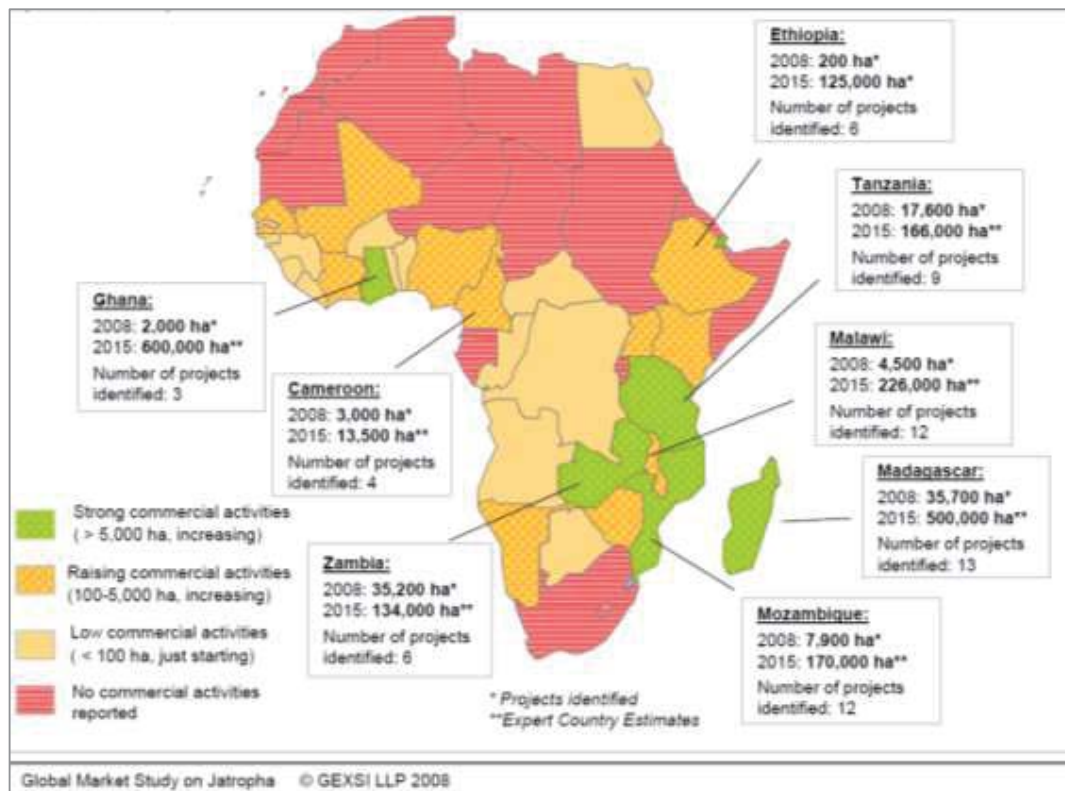 Ethiopia:
2008: 200 ha*
2015: 125,000 ha*
Number of projects
identified: 6
Tanzania:
2008: 17,600 ha*
2015: 166,000 ha**
Number of projects
identified: 9
Ghana:
2008: 2,000 ha*
2015: 600,000 ha**
Number of projects
identified: 3
Cameroon:
2008: 3,000 ha*
2015: 13,500 ha**
Number of projects
identified: 4
Malawi:
2008: 4,500 ha*
2015: 226,000 ha**
Number of projects
identified: 12
Madagascar:
2008: 35,700 ha*
2015: 500,000 ha**
Number of projects
identified: 13
Zambia:
2008: 35,200 ha*
2015: 134,000 ha**
Number of projects
identified: 6
Mozambique:
2008: 7,900 ha*
2015: 170,000 ha**
Number of projects
identified: 12
Strong commercial activities
( > 5,000 ha, increasing)
Raising commercial activities
(100-5,000 ha, increasing)
Low commercial activities
( < 100 ha, just starting)
No commercial activities
reported
* Projects identified
**Expert Country Estimates
Global Market Study on Jatropha © GEXSI LLP 2008